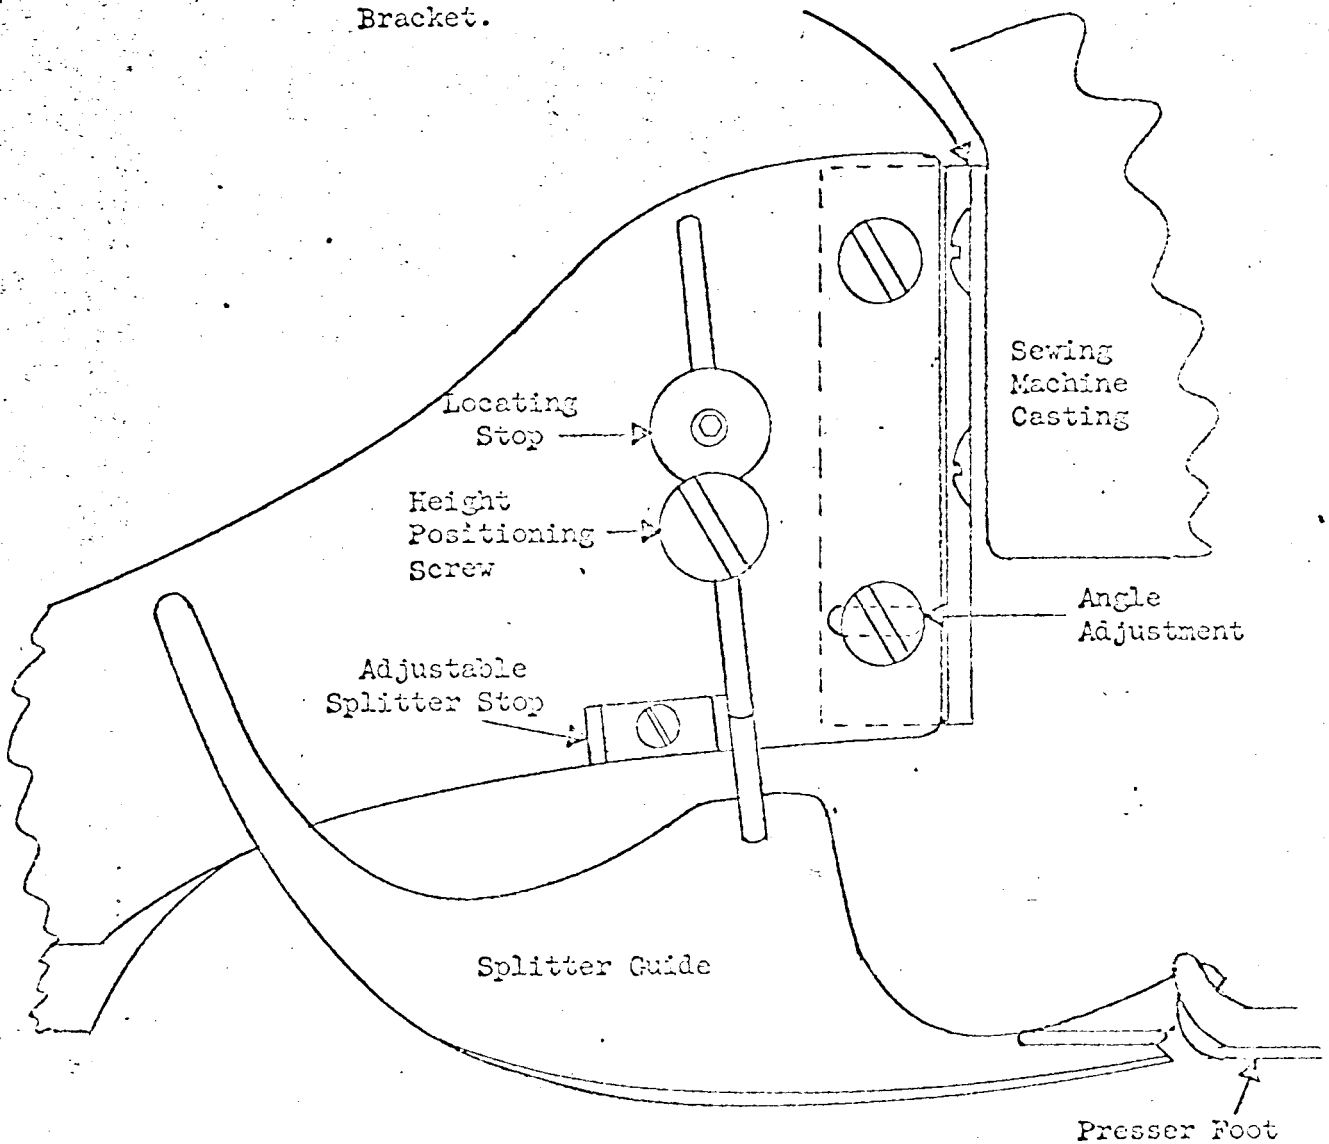 Bracket.
Sewing
Machine
Casting
Locating
Stop
Height
Positioning
Screw
Angle
Adjustment
Adjustable
Splitter Stop
Splitter Guide
Presser Foot